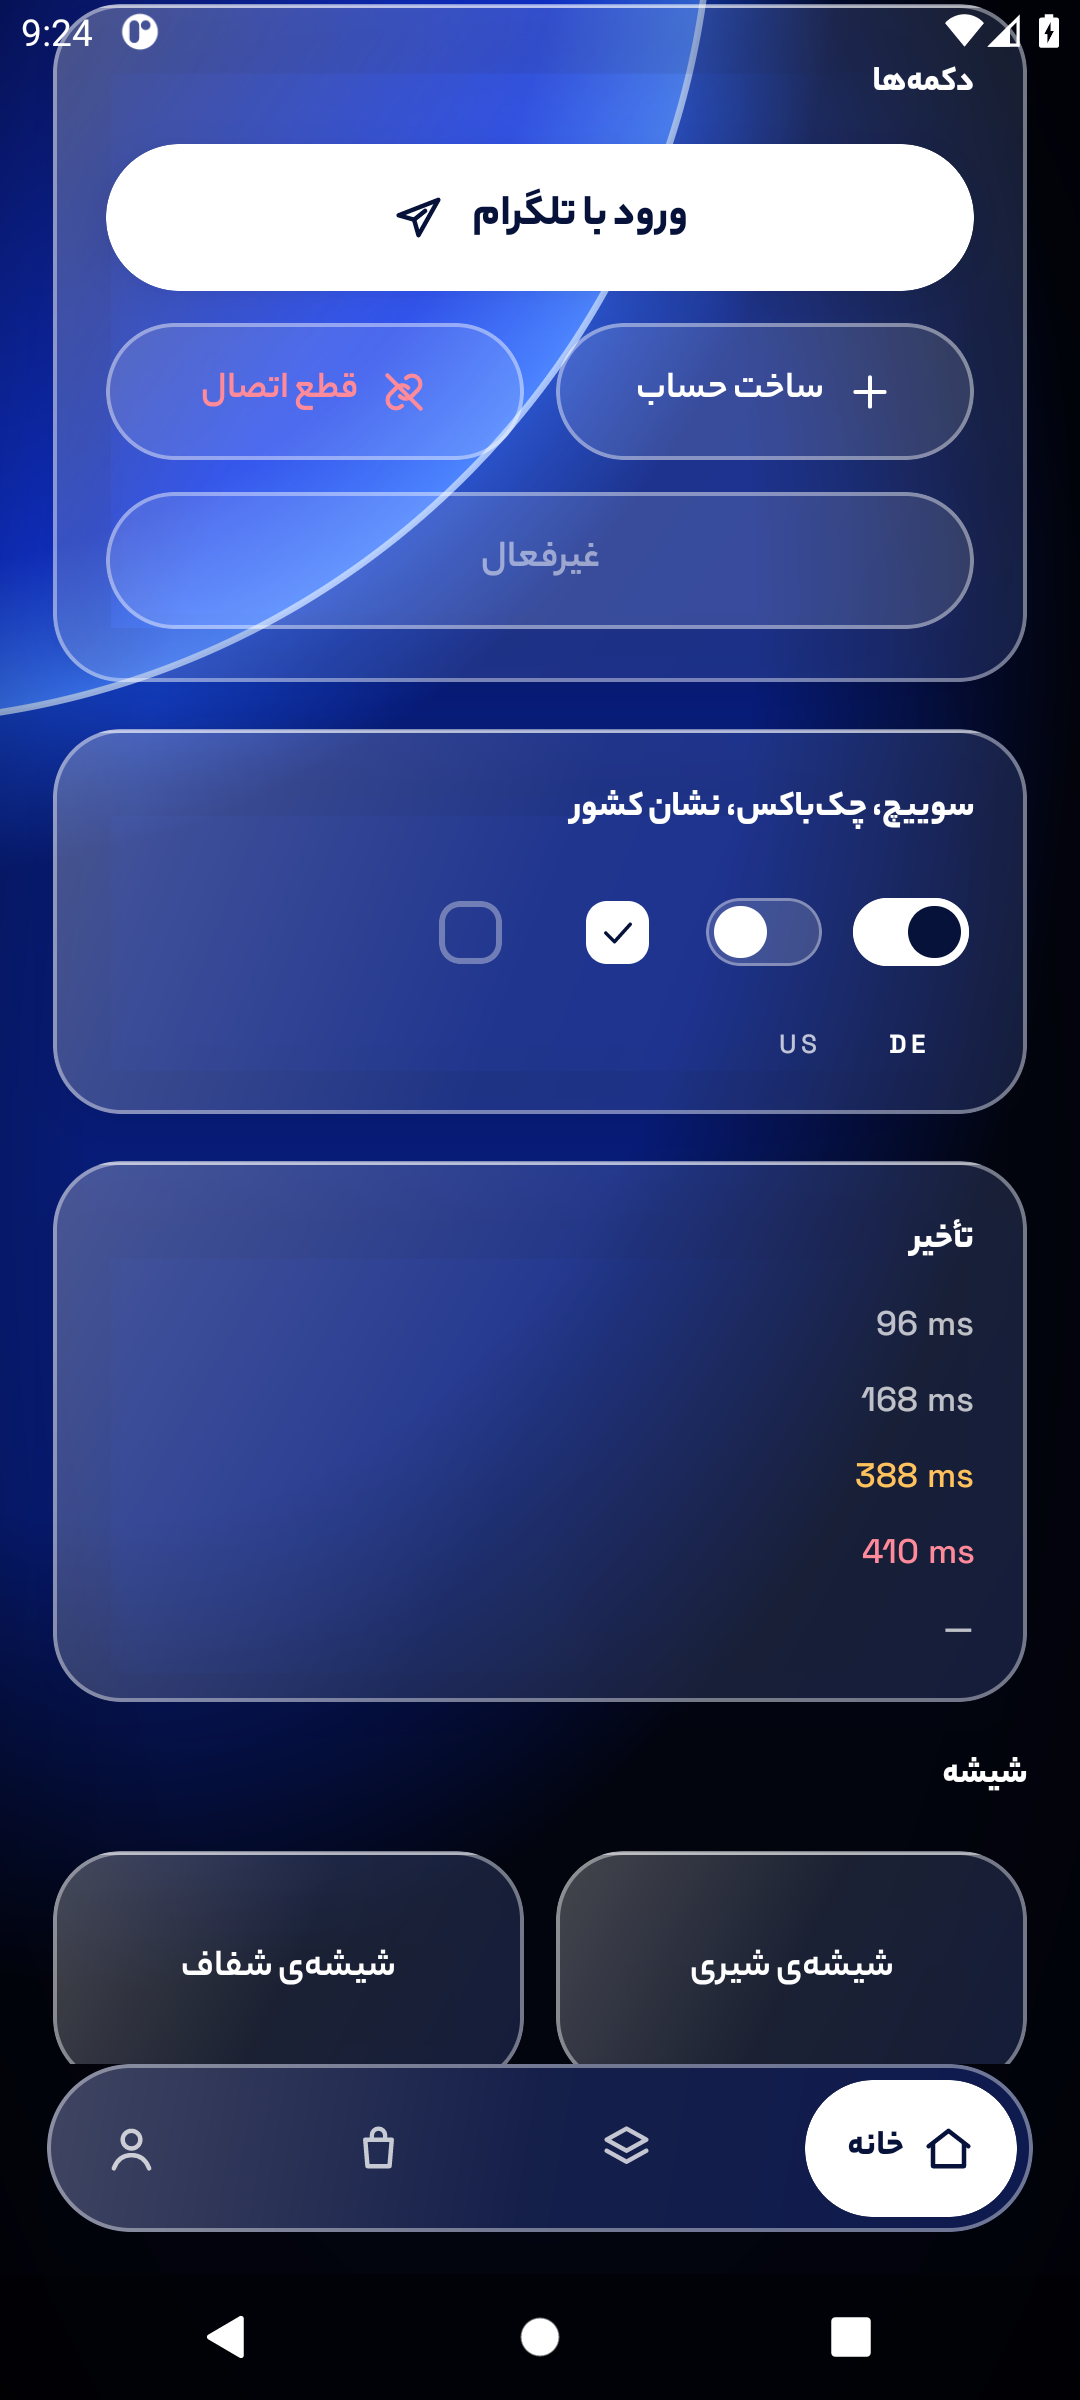 9:24
دکمه‌ها
ورود با تلگرام
ساخت حساب
قطع اتصال
غیرفعال
سوییچ، چک‌باکس، نشان کشور
DE
US
تأخیر
96 ms
168 ms
388 ms
410 ms
—
شیشه
شیشه‌ی شیری
شیشه‌ی شفاف
خانه